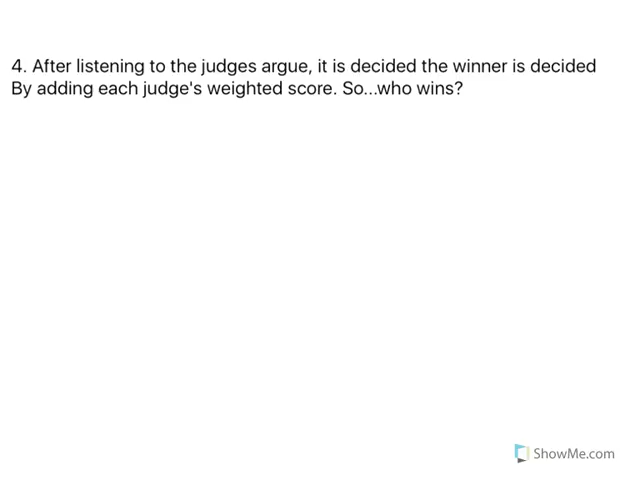 4. After listening to the judges argue, it is decided the winner is decided
By adding each judge's weighted score. So...who wins?
ShowMe.com